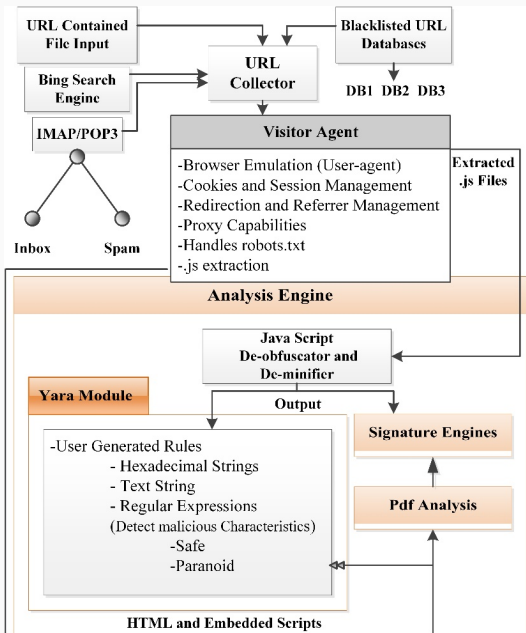 URL Contained
File Input
Blacklisted URL
Databases
URL
Collector
Bing Search
Engine
DB1 DB2 DB3
IMAP/POP3
Visitor Agent
Extracted
.js Files
-Browser Emulation (User-agent)
-Cookies and Session Management
-Redirection and Referrer Management
-Proxy Capabilities
-Handles robots.txt
-.js extraction
Inbox
Spam
Analysis Engine
Java Script
De-obfuscator and
De-minifier
Yara Module
Output
Signature Engines
-User Generated Rules
- Hexadecimal Strings
- Text String
- Regular Expressions
(Detect malicious Characteristics)
-Safe
-Paranoid
Pdf Analysis
HTML and Embedded Scripts